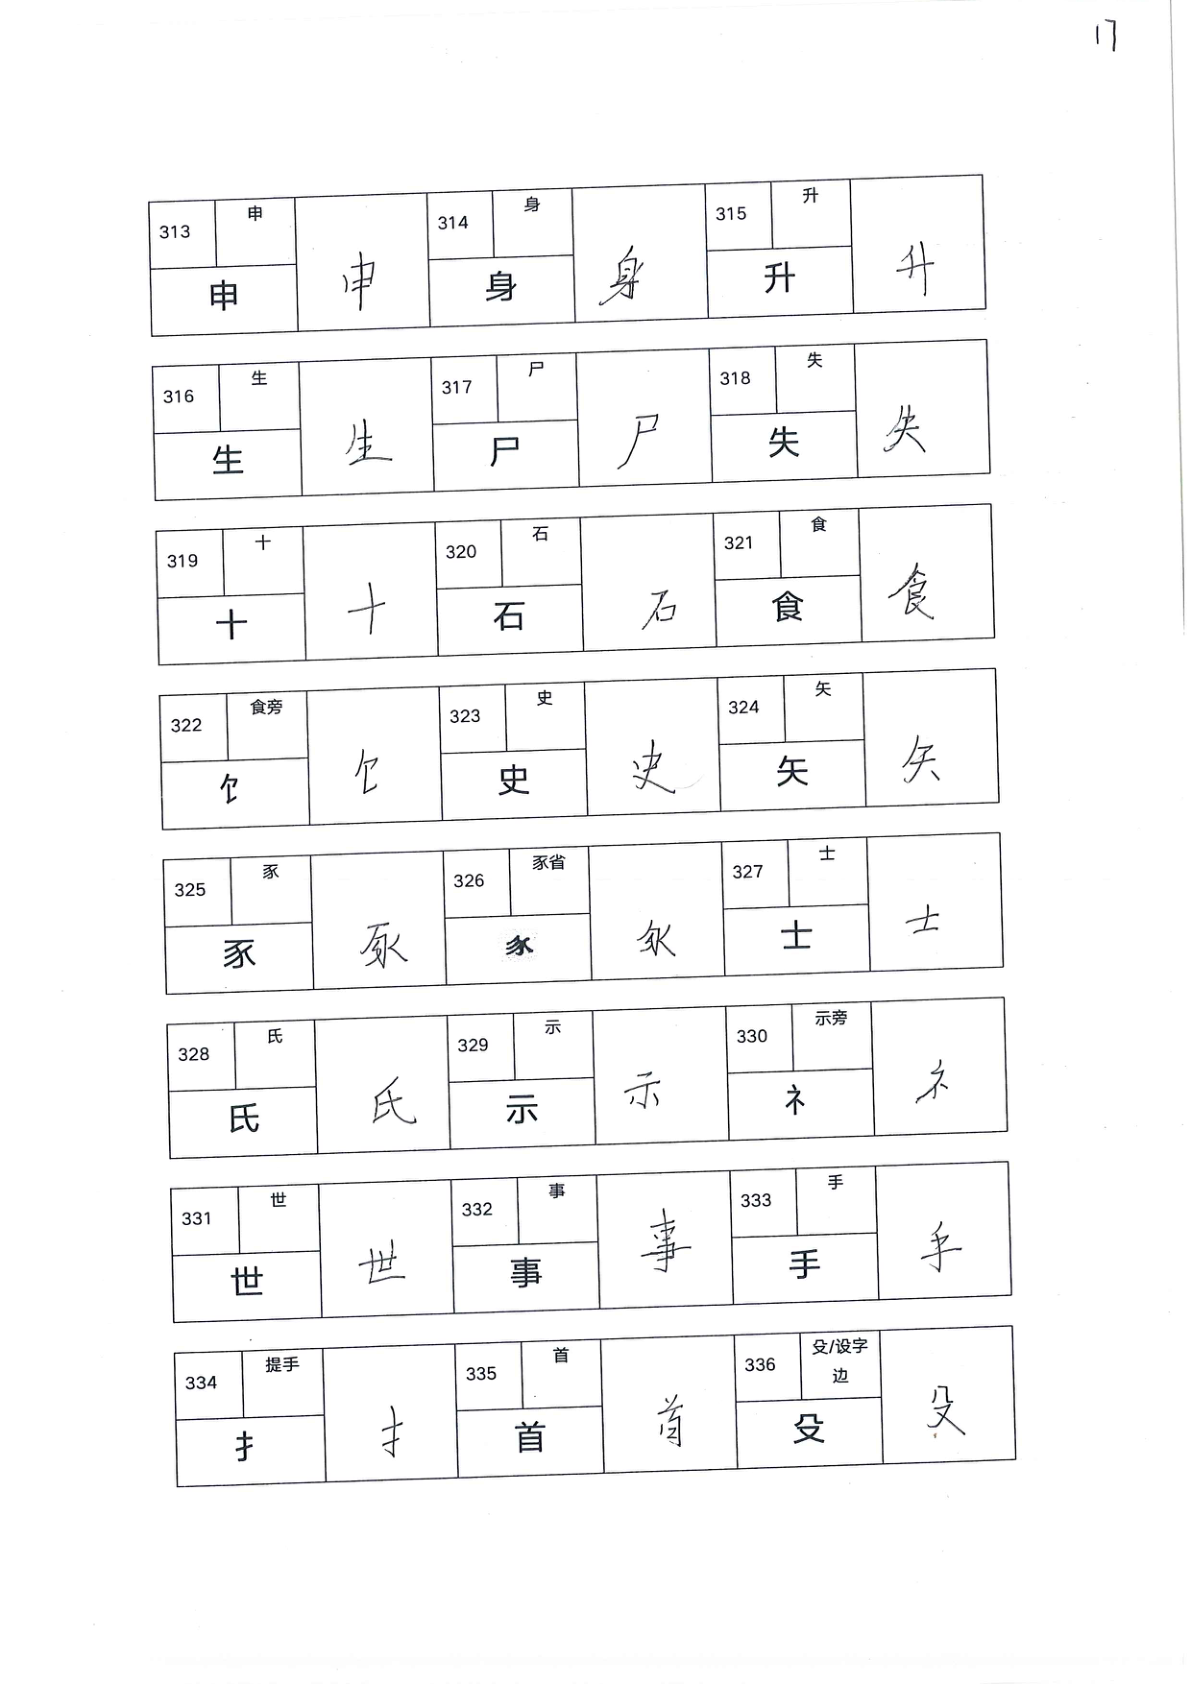 17
313 申 申 申
314 身 身 身
315 升 升 升
316 生 生 生
317 尸 尸 尸
318 失 失 失
319 十 十 十
320 石 石 石
321 食 食 食
322 食旁 饣 饣
323 史 史 史
324 矢 矢 矢
325 豕 豕 豕
326 豕省
327 士 士 士
328 氏 氏 氏
329 示 示 示
330 示旁 礻 礻
331 世 世 世
332 事 事 事
333 手 手 手
334 提手 扌 扌
335 首 首 首
336 殳/设字边 殳 殳